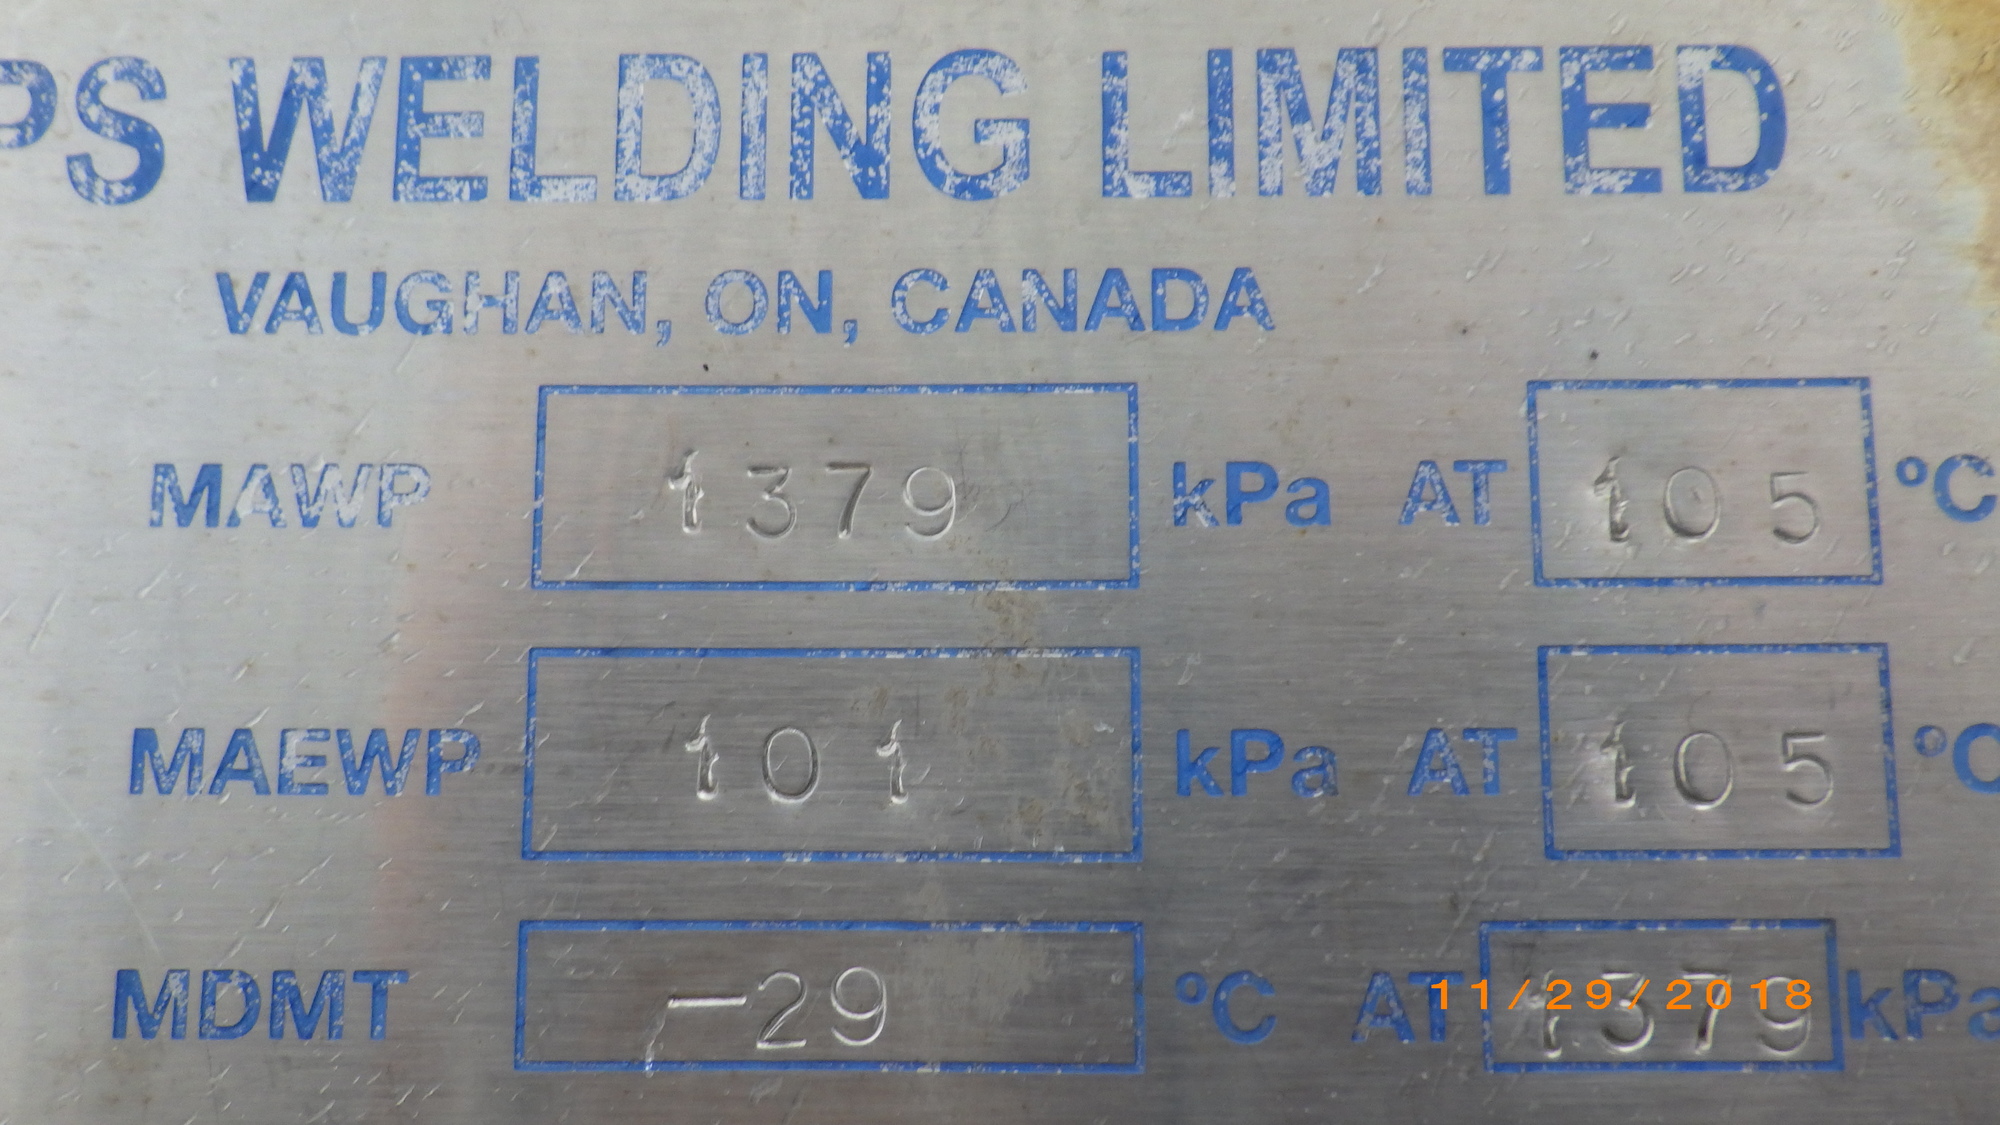 PS WELDING LIMITED
VAUGHAN, ON, CANADA
MAWP 1379 kPa AT 105 °C
MAEWP 101 kPa AT 105 °C
MDMT -29 °C AT 1379 kPa
11/29/2018